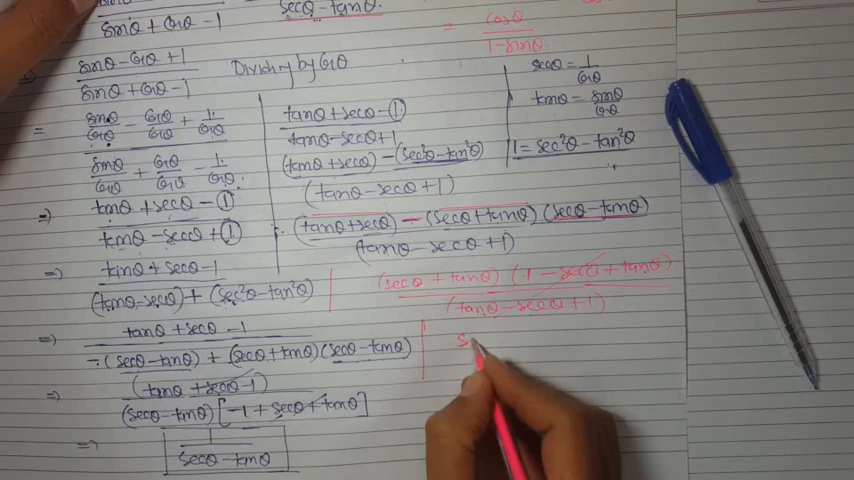 sinθ + cosθ - 1
secθ - tanθ.
= cosθ / 1 - sinθ
sinθ - cosθ + 1 / sinθ + cosθ - 1
Dividing by cosθ
= sinθ/cosθ - cosθ/cosθ + 1/cosθ / sinθ/cosθ + cosθ/cosθ - 1/cosθ.
⇒ tanθ + secθ - 1 / tanθ - secθ + 1
⇒ tanθ + secθ - 1 / (tanθ - secθ) + (sec²θ - tan²θ)
⇒ tanθ + secθ - 1 / -(secθ - tanθ) + (secθ + tanθ)(secθ - tanθ)
⇒ (tanθ + secθ - 1) / (secθ - tanθ)[-1 + secθ + tanθ]
⇒ 1 / secθ - tanθ
tanθ + secθ - 1 / tanθ - secθ + 1
(tanθ + secθ) - (sec²θ - tan²θ) / (tanθ - secθ + 1)
(tanθ + secθ) - (secθ + tanθ)(secθ - tanθ) / (tanθ - secθ + 1)
(secθ + tanθ)(1 - secθ + tanθ) / (tanθ - secθ + 1)
s
secθ = 1/cosθ
tanθ = sinθ/cosθ
1 = sec²θ - tan²θ